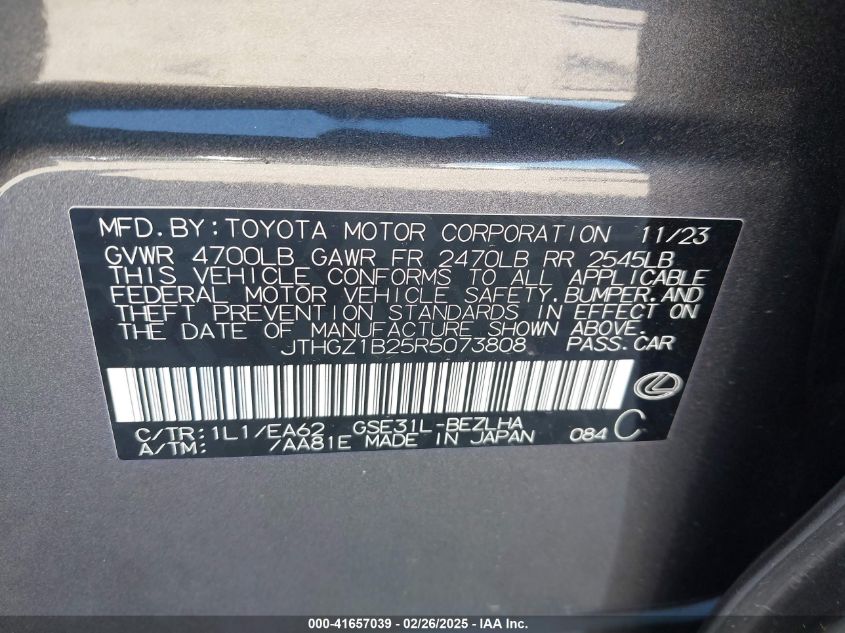 MFD. BY: TOYOTA MOTOR CORPORATION 11/23
GVWR 4700LB GAWR FR 2470LB RR 2545LB
THIS VEHICLE CONFORMS TO ALL APPLICABLE
FEDERAL MOTOR VEHICLE SAFETY, BUMPER, AND
THEFT PREVENTION STANDARDS IN EFFECT ON
THE DATE OF MANUFACTURE SHOWN ABOVE.
JTHGZ1B25R5073808 PASS. CAR
C/TR: 1L1/EA62 GSE31L-BEZLHA
A/TM: /AA81E MADE IN JAPAN 084 C
000-41657039 - 02/26/2025 - © IAA Inc.